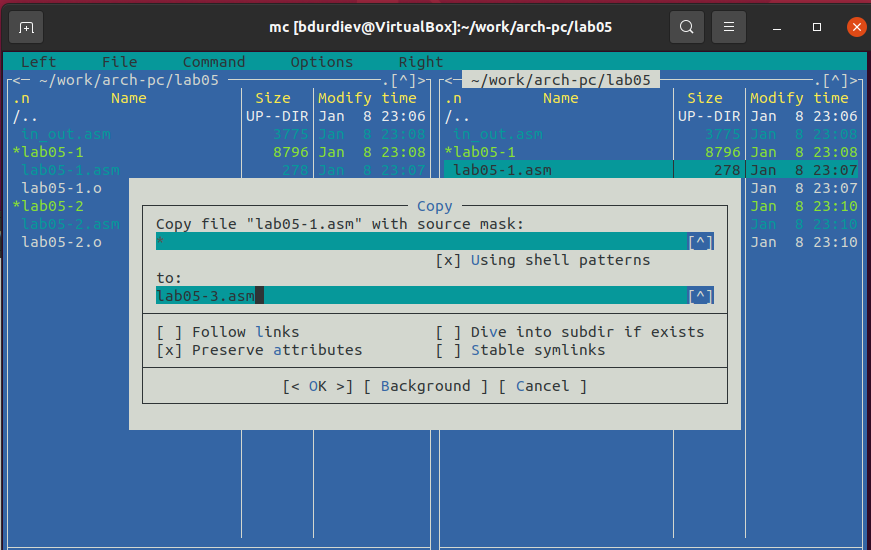 mc [bdurdiev@VirtualBox]:~/work/arch-pc/lab05
Left File Command Options Right
<─ ~/work/arch-pc/lab05 .[^]> <─ ~/work/arch-pc/lab05 .[^]>
.n Name Size Modify time .n Name Size Modify time
/.. UP--DIR Jan 8 23:06 /.. UP--DIR Jan 8 23:06
in_out.asm 3775 Jan 8 23:08 in_out.asm 3775 Jan 8 23:08
*lab05-1 8796 Jan 8 23:08 *lab05-1 8796 Jan 8 23:08
lab05-1.asm 278 Jan 8 23:07 lab05-1.asm 278 Jan 8 23:07
lab05-1.o Jan 8 23:07
*lab05-2 Jan 8 23:10
lab05-2.asm Jan 8 23:10
lab05-2.o Jan 8 23:10
Copy
Copy file "lab05-1.asm" with source mask:
* [^]
[x] Using shell patterns
to:
lab05-3.asm [^]
[ ] Follow links [ ] Dive into subdir if exists
[x] Preserve attributes [ ] Stable symlinks
[< OK >] [ Background ] [ Cancel ]